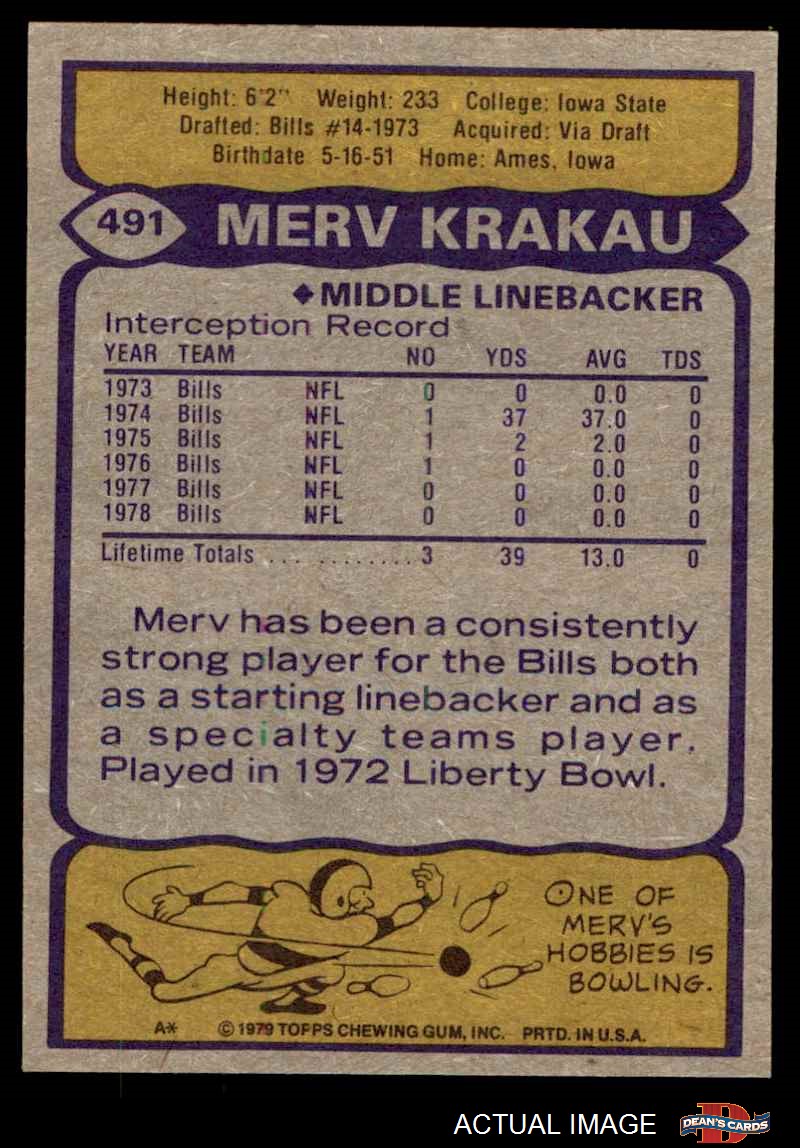 Height: 6'2" Weight: 233 College: Iowa State
Drafted: Bills #14-1973 Acquired: Via Draft
Birthdate 5-16-51 Home: Ames, Iowa
491 MERV KRAKAU
◆MIDDLE LINEBACKER
Interception Record
YEAR TEAM NO YDS AVG TDS
1973 Bills NFL 0 0 0.0 0
1974 Bills NFL 1 37 37.0 0
1975 Bills NFL 1 2 2.0 0
1976 Bills NFL 1 0 0.0 0
1977 Bills NFL 0 0 0.0 0
1978 Bills NFL 0 0 0.0 0
Lifetime Totals ............ 3 39 13.0 0
Merv has been a consistently
strong player for the Bills both
as a starting linebacker and as
a specialty teams player.
Played in 1972 Liberty Bowl.
ONE OF
MERV'S
HOBBIES IS
BOWLING.
A* © 1979 TOPPS CHEWING GUM, INC. PRTD. IN U.S.A.
ACTUAL IMAGE
D
DEAN'S CARDS